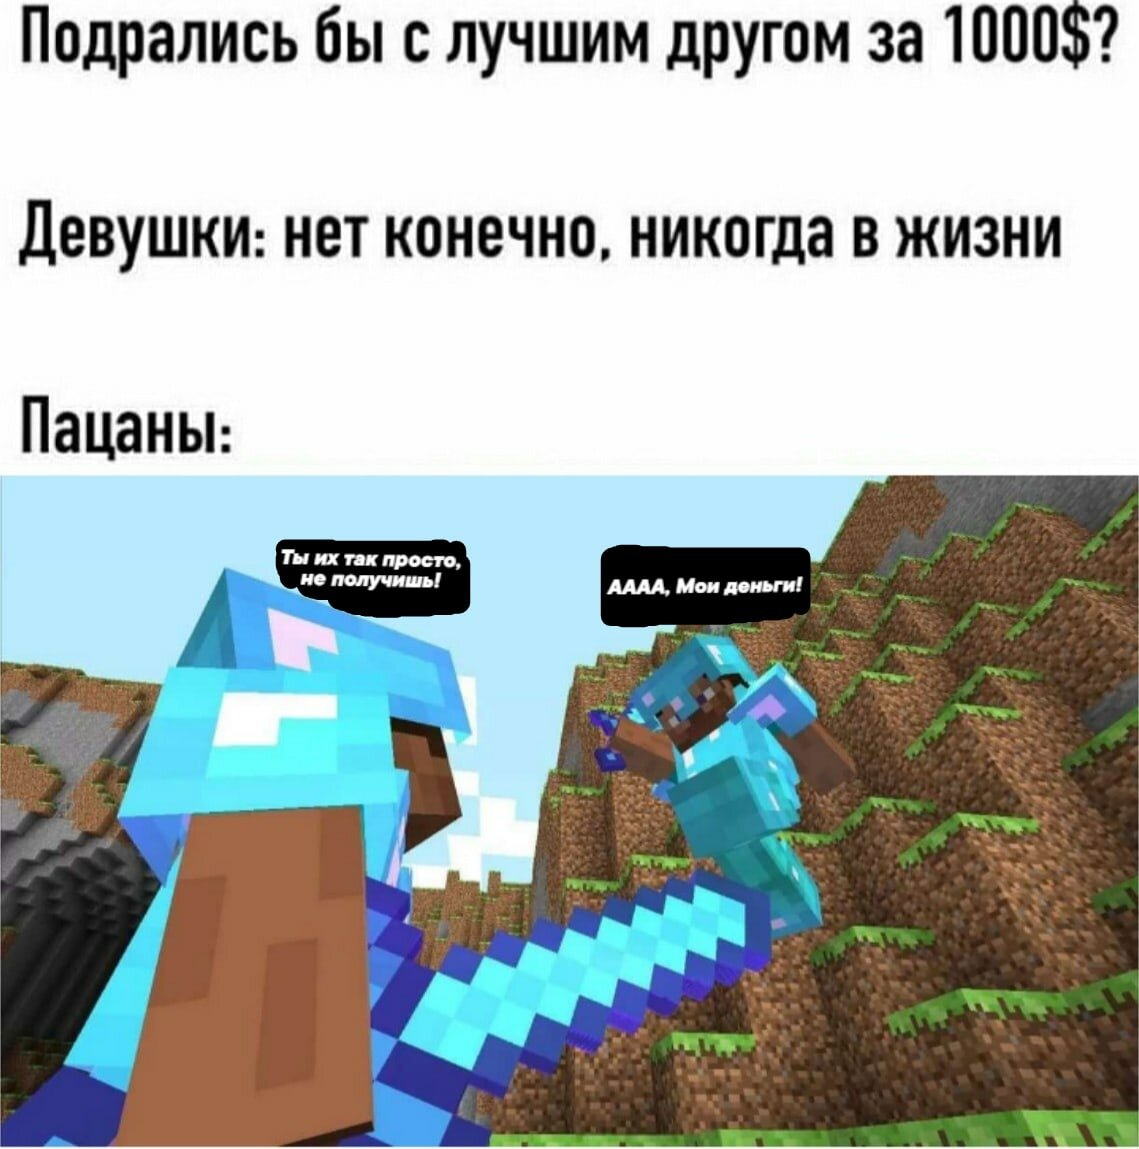 Подрались бы с лучшим другом за 1000$?
Девушки: нет конечно, никогда в жизни
Пацаны:
Ты их так просто,
не получишь!
АААА, Мои деньги!